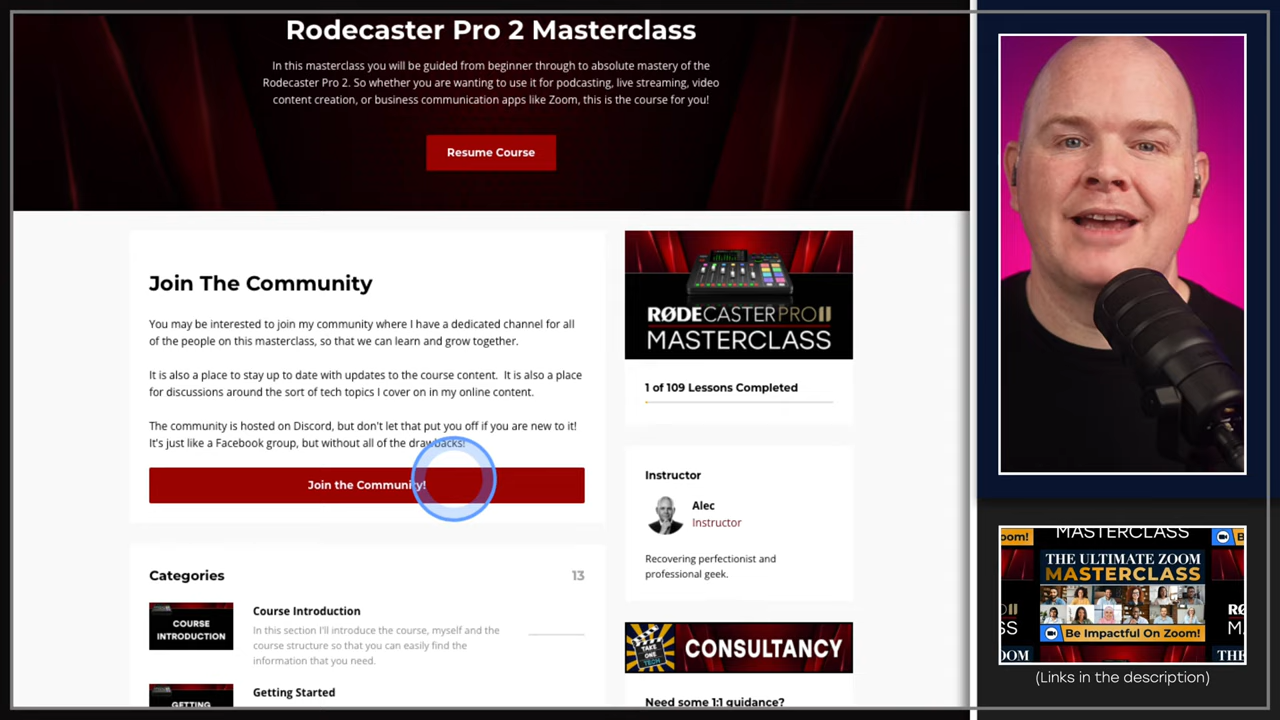 Rodecaster Pro 2 Masterclass
In this masterclass you will be guided from beginner through to absolute mastery of the
Rodecaster Pro 2. So whether you are wanting to use it for podcasting, live streaming, video
content creation, or business communication apps like Zoom, this is the course for you!
Resume Course
Join The Community
You may be interested to join my community where I have a dedicated channel for all
of the people on this masterclass, so that we can learn and grow together.
It is also a place to stay up to date with updates to the course content.  It is also a place
for discussions around the sort of tech topics I cover on in my online content.
The community is hosted on Discord, but don't let that put you off if you are new to it!
It's just like a Facebook group, but without all of the drawbacks!
Join the Community!
Categories
13
COURSE
INTRODUCTION
Course Introduction
In this section I'll introduce the course, myself and the
course structure so that you can easily find the
information that you need.
GETTING
Getting Started
RØDECASTERPROII
MASTERCLASS
1 of 109 Lessons Completed
Instructor
Alec
Instructor
Recovering perfectionist and
professional geek.
TAKE
ONE
TECH
CONSULTANCY
Need some 1:1 guidance?
MASTERCLASS
oom!
THE ULTIMATE ZOOM
MASTERCLASS
Be Impactful On Zoom!
SS
OOM
THE
(Links in the description)